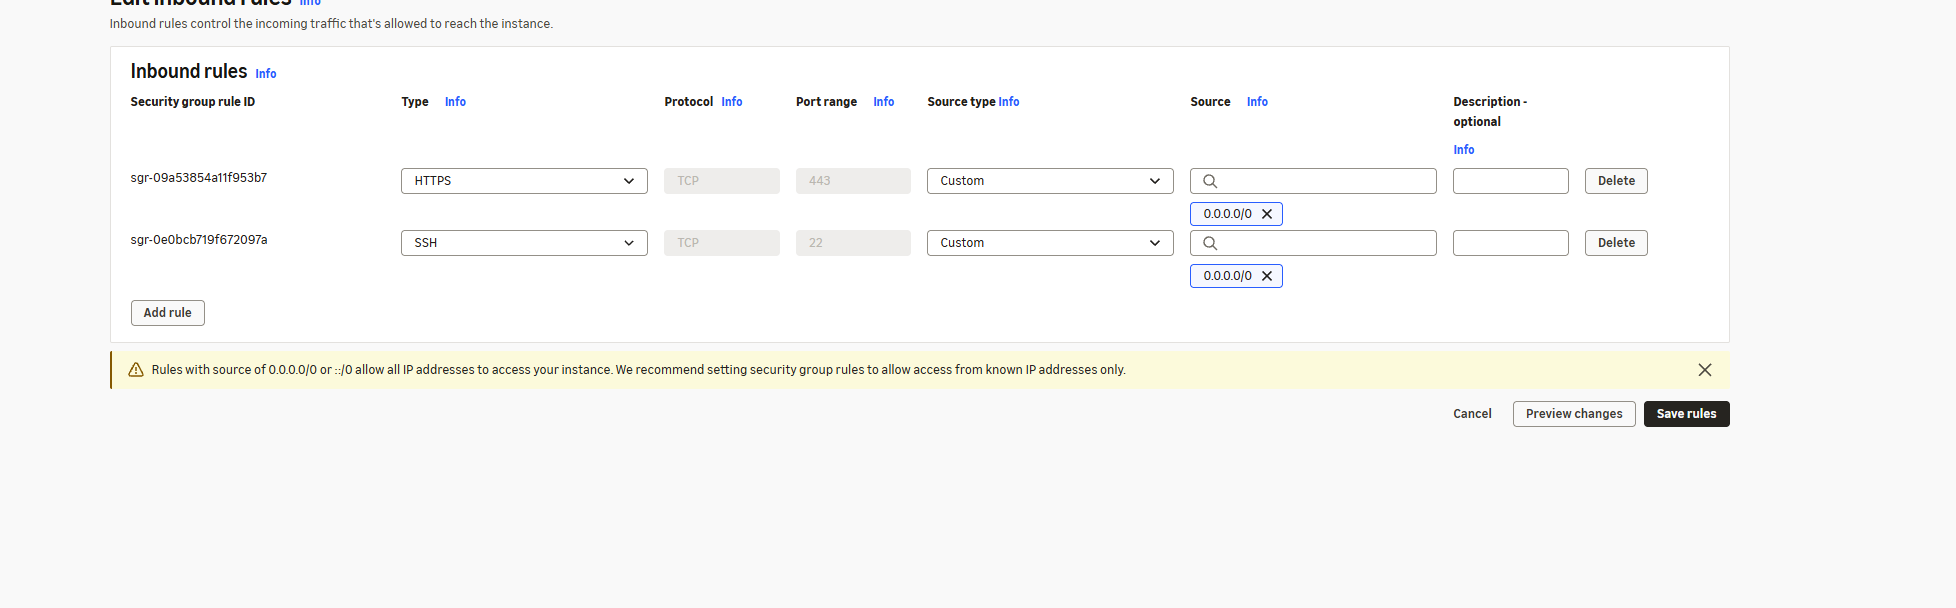 Edit inbound rules Info
Inbound rules control the incoming traffic that's allowed to reach the instance.
Inbound rules Info
Security group rule ID Type Info Protocol Info Port range Info Source type Info Source Info Description -
optional
Info
sgr-09a53854a11f953b7 HTTPS TCP 443 Custom Delete
0.0.0.0/0
sgr-0e0bcb719f672097a SSH TCP 22 Custom Delete
0.0.0.0/0
Add rule
Rules with source of 0.0.0.0/0 or ::/0 allow all IP addresses to access your instance. We recommend setting security group rules to allow access from known IP addresses only.
Cancel Preview changes Save rules